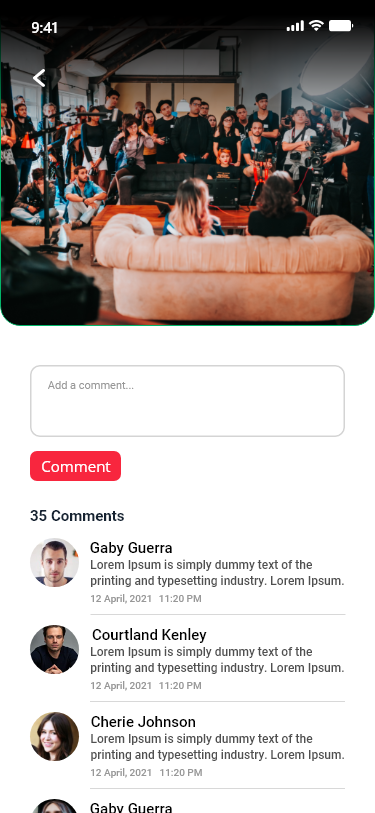 9:41
Add a comment...
Comment
35 Comments
Gaby Guerra
Lorem Ipsum is simply dummy text of the
printing and typesetting industry. Lorem Ipsum.
12 April, 2021 11:20 PM
Courtland Kenley
Lorem Ipsum is simply dummy text of the
printing and typesetting industry. Lorem Ipsum.
12 April, 2021 11:20 PM
Cherie Johnson
Lorem Ipsum is simply dummy text of the
printing and typesetting industry. Lorem Ipsum.
12 April, 2021 11:20 PM
Gaby Guerra